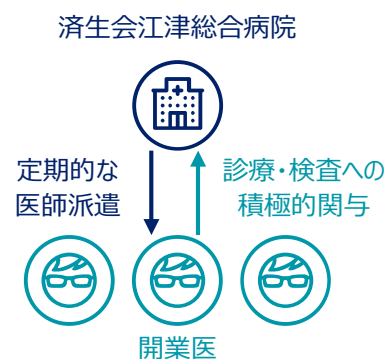 済生会江津総合病院
定期的な
医師派遣
診療・検査への
積極的関与
開業医